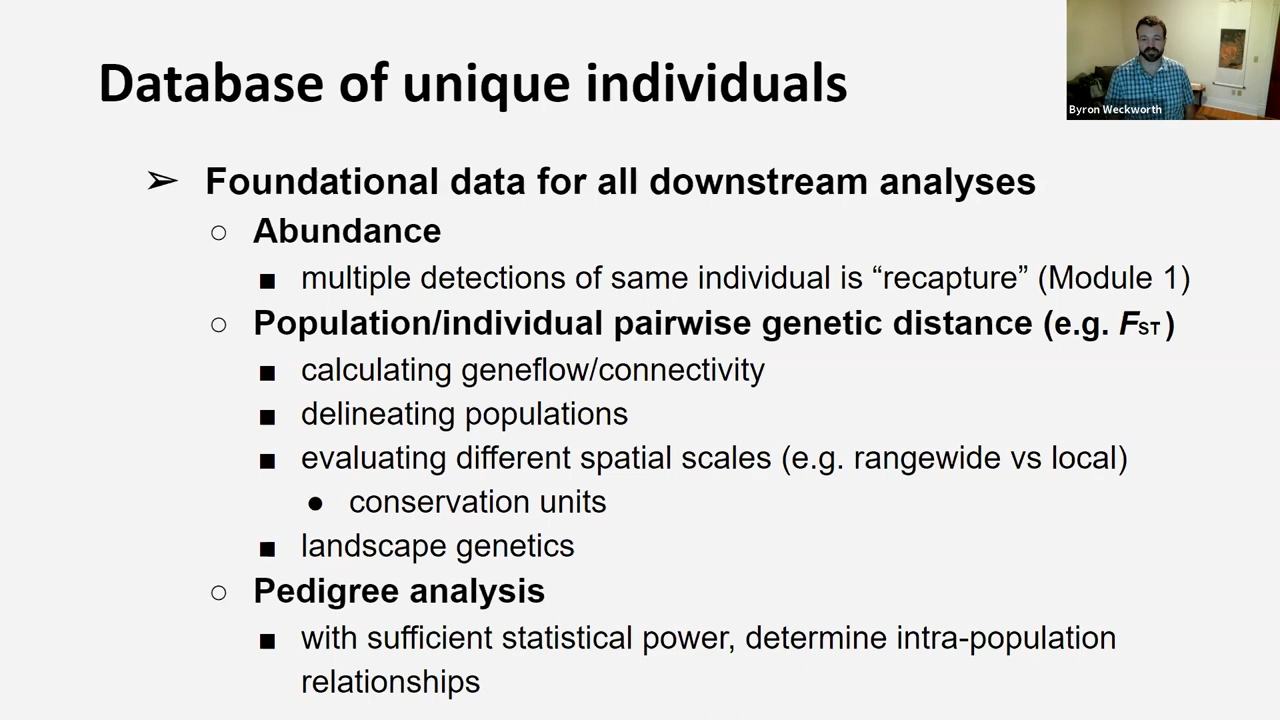 Database of unique individuals
Byron Weckworth
➢ Foundational data for all downstream analyses
○ Abundance
■ multiple detections of same individual is “recapture” (Module 1)
○ Population/individual pairwise genetic distance (e.g. FST)
■ calculating geneflow/connectivity
■ delineating populations
■ evaluating different spatial scales (e.g. rangewide vs local)
● conservation units
■ landscape genetics
○ Pedigree analysis
■ with sufficient statistical power, determine intra-population
relationships